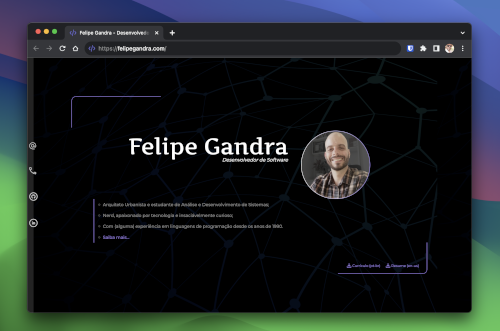 </> Felipe Gandra - Desenvolved
https://felipegandra.com/
Felipe Gandra
Desenvolvedor de Software
Arquiteto Urbanista e estudante de Análise e Desenvolvimento de Sistemas;
Nerd, apaixonado por tecnologia e insaciavelmente curioso;
Com (alguma) experiência em linguagens de programação desde os anos de 1990.
Saiba mais...
Currículo (pt-br) Resume (en-us)